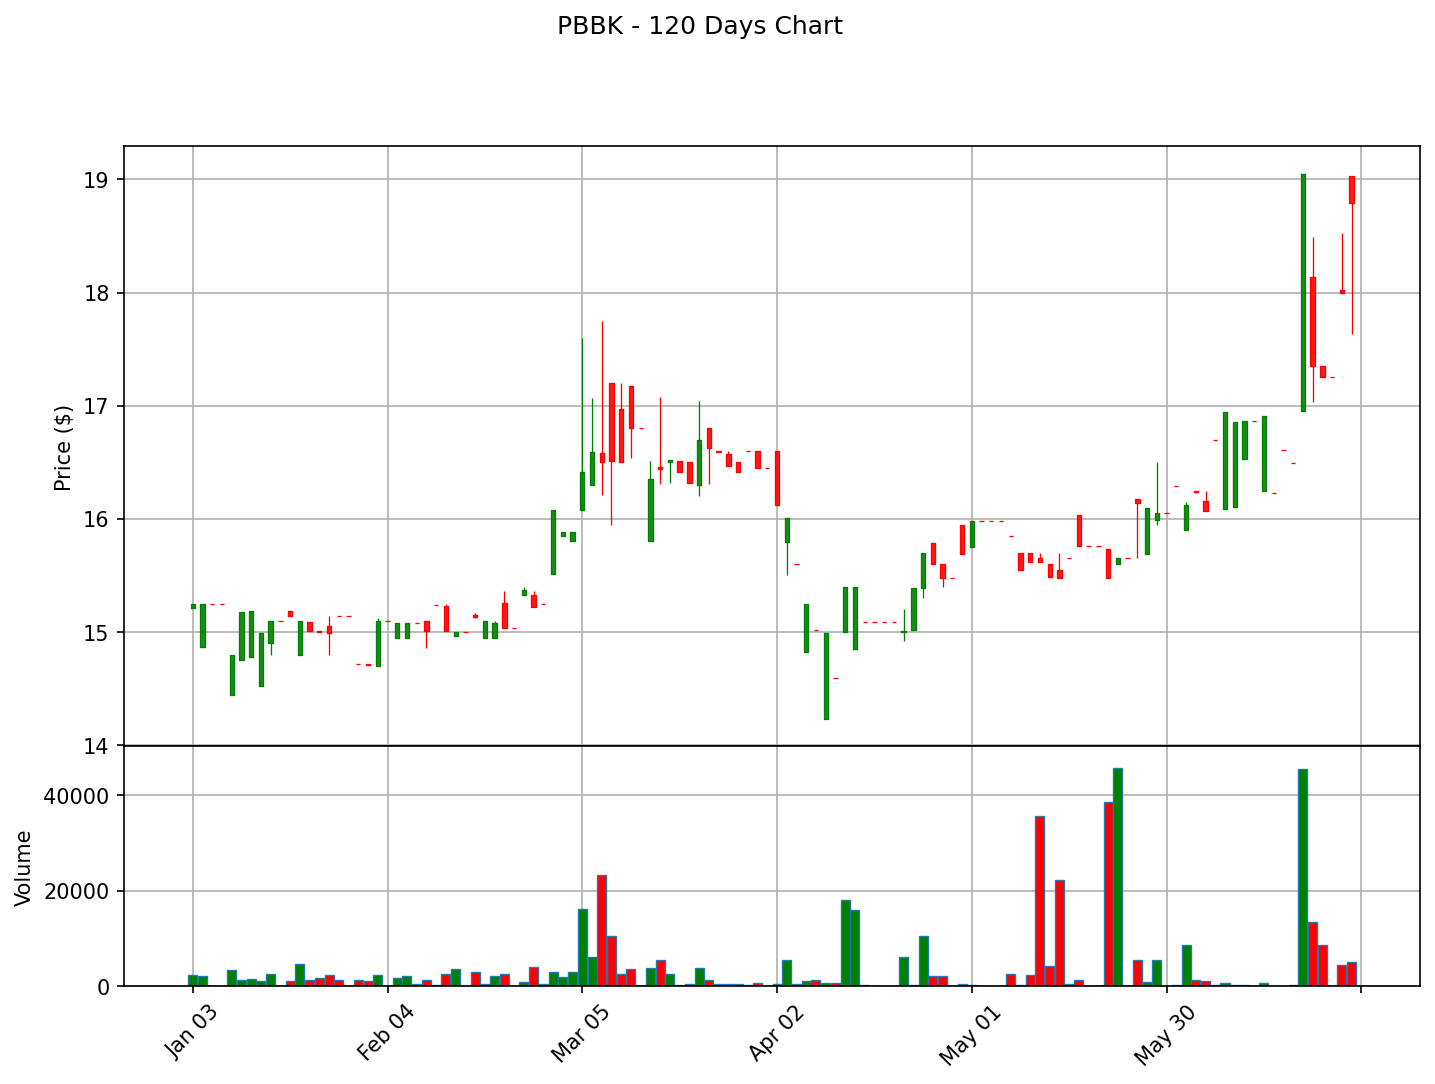 PBBK - 120 Days Chart
Price ($)
19
18
17
16
15
14
Volume
40000
20000
0
Jan 03
Feb 04
Mar 05
Apr 02
May 01
May 30